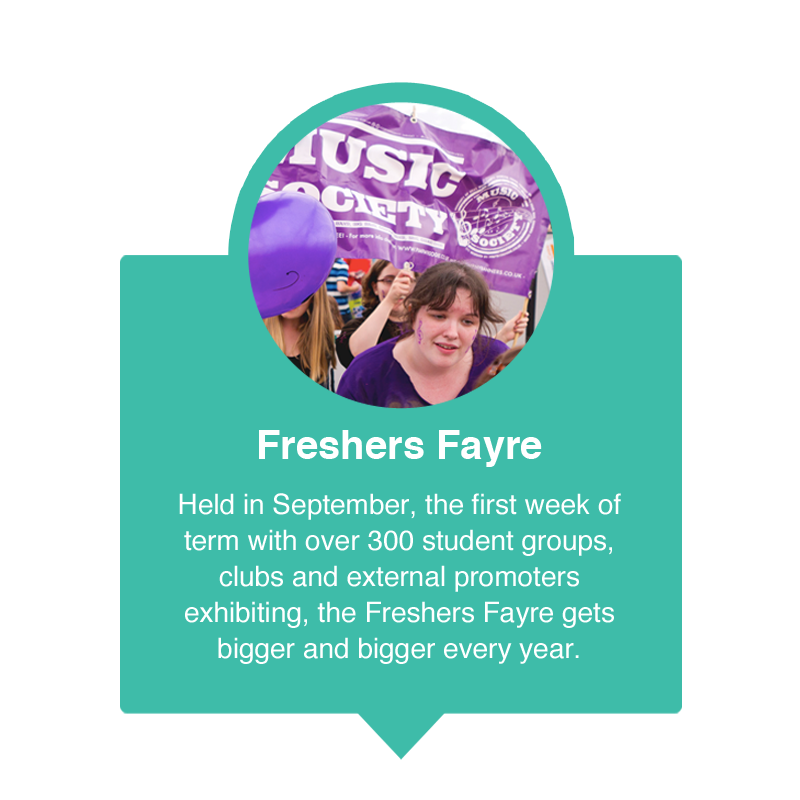 MUSIC
SOCIETY
MUSIC
SOCIETY
Freshers Fayre
Held in September, the first week of
term with over 300 student groups,
clubs and external promoters
exhibiting, the Freshers Fayre gets
bigger and bigger every year.